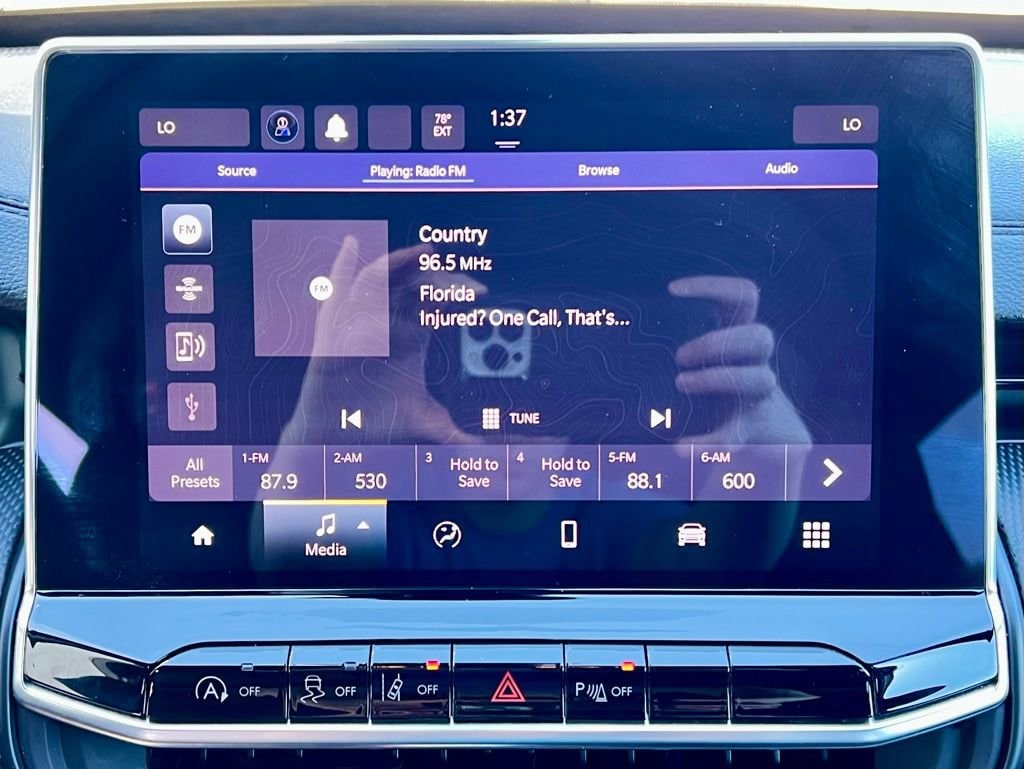 LO
78°
EXT
1:37
LO
Source
Playing: Radio FM
Browse
Audio
FM
FM
Country
96.5 MHz
Florida
Injured? One Call, That's...
TUNE
All
Presets
1-FM
87.9
2-AM
530
3
Hold to
Save
4
Hold to
Save
5-FM
88.1
6-AM
600
Media
A OFF
OFF
OFF
P OFF